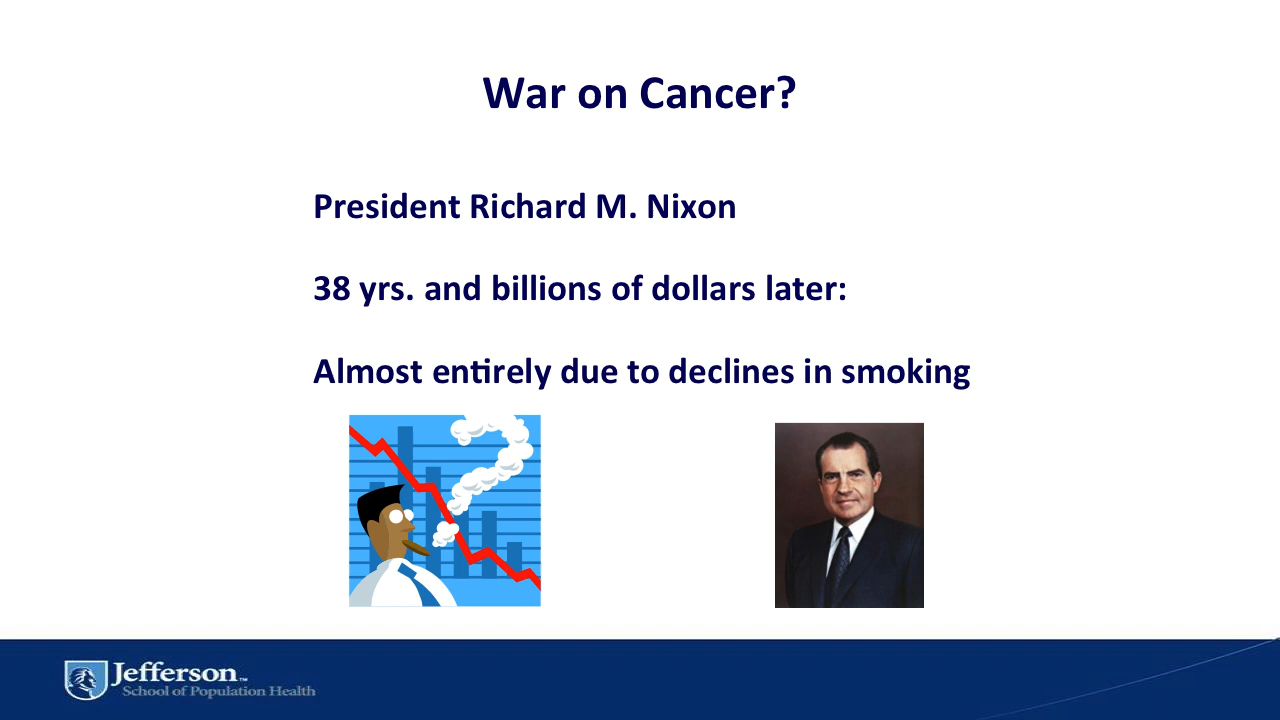 War on Cancer?
President Richard M. Nixon
38 yrs. and billions of dollars later:
Almost entirely due to declines in smoking
Jefferson™
School of Population Health